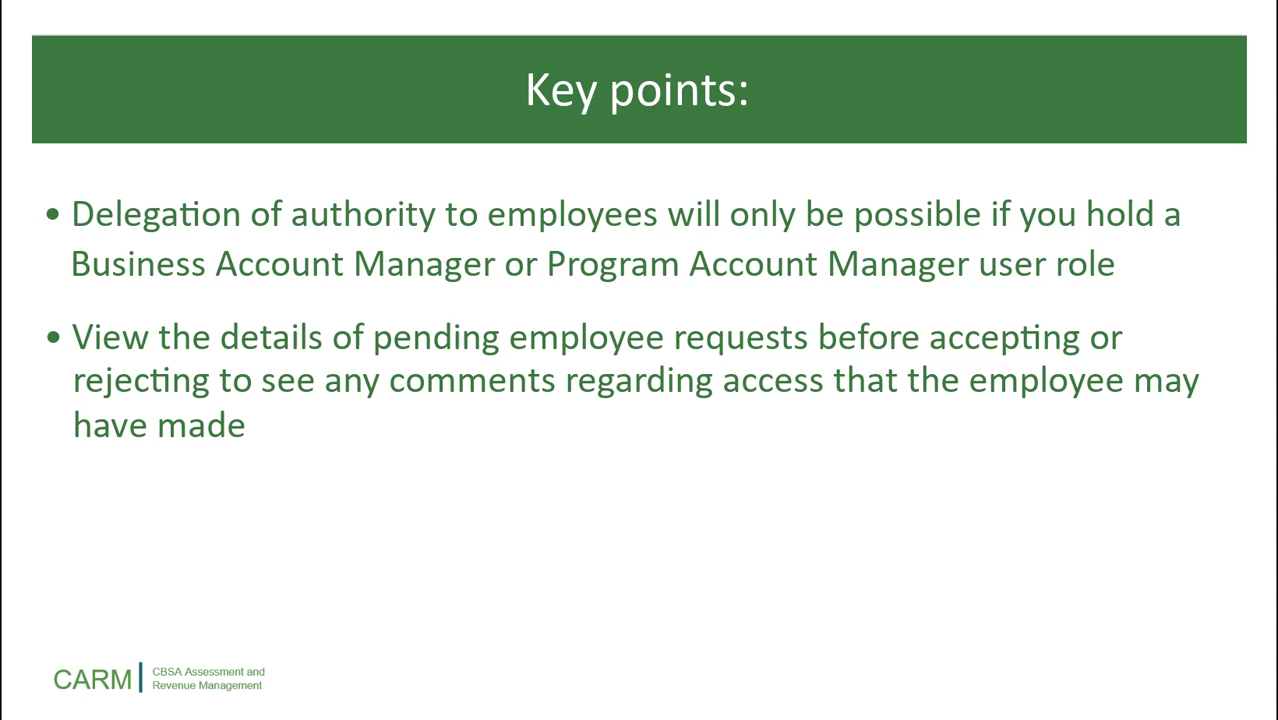 Key points:
• Delegation of authority to employees will only be possible if you hold a
Business Account Manager or Program Account Manager user role
• View the details of pending employee requests before accepting or
rejecting to see any comments regarding access that the employee may
have made
CARM
CBSA Assessment and
Revenue Management